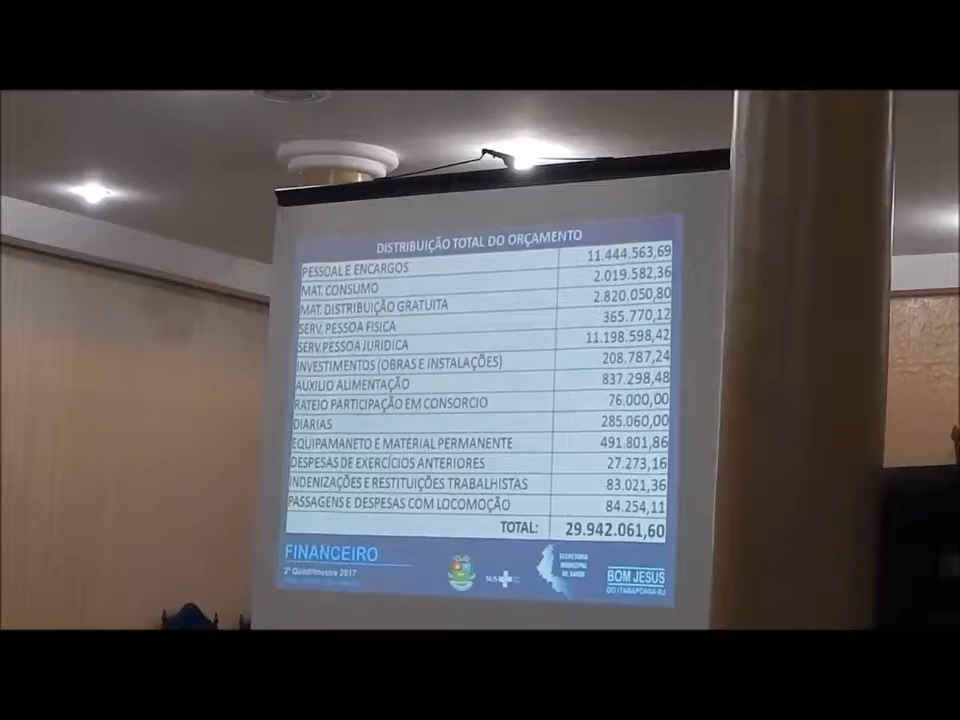 DISTRIBUIÇÃO TOTAL DO ORÇAMENTO
PESSOAL E ENCARGOS 11.444.563,69
MAT. CONSUMO 2.019.582,36
MAT. DISTRIBUIÇÃO GRATUITA 2.820.050,80
SERV. PESSOA FISICA 365.770,12
SERV. PESSOA JURIDICA 11.198.598,42
INVESTIMENTOS (OBRAS E INSTALAÇÕES) 208.787,24
AUXILIO ALIMENTAÇÃO 837.298,48
RATEIO PARTICIPAÇÃO EM CONSORCIO 76.000,00
DIARIAS 285.060,00
EQUIPAMANETO E MATERIAL PERMANENTE 491.801,86
DESPESAS DE EXERCÍCIOS ANTERIORES 27.273,16
INDENIZAÇÕES E RESTITUIÇÕES TRABALHISTAS 83.021,36
PASSAGENS E DESPESAS COM LOCOMOÇÃO 84.254,11
TOTAL: 29.942.061,60
FINANCEIRO
2º Quadrimestre 2017
SUS
SECRETARIA
MUNICIPAL
DE SAÚDE
BOM JESUS
DO ITABAPOANA-RJ